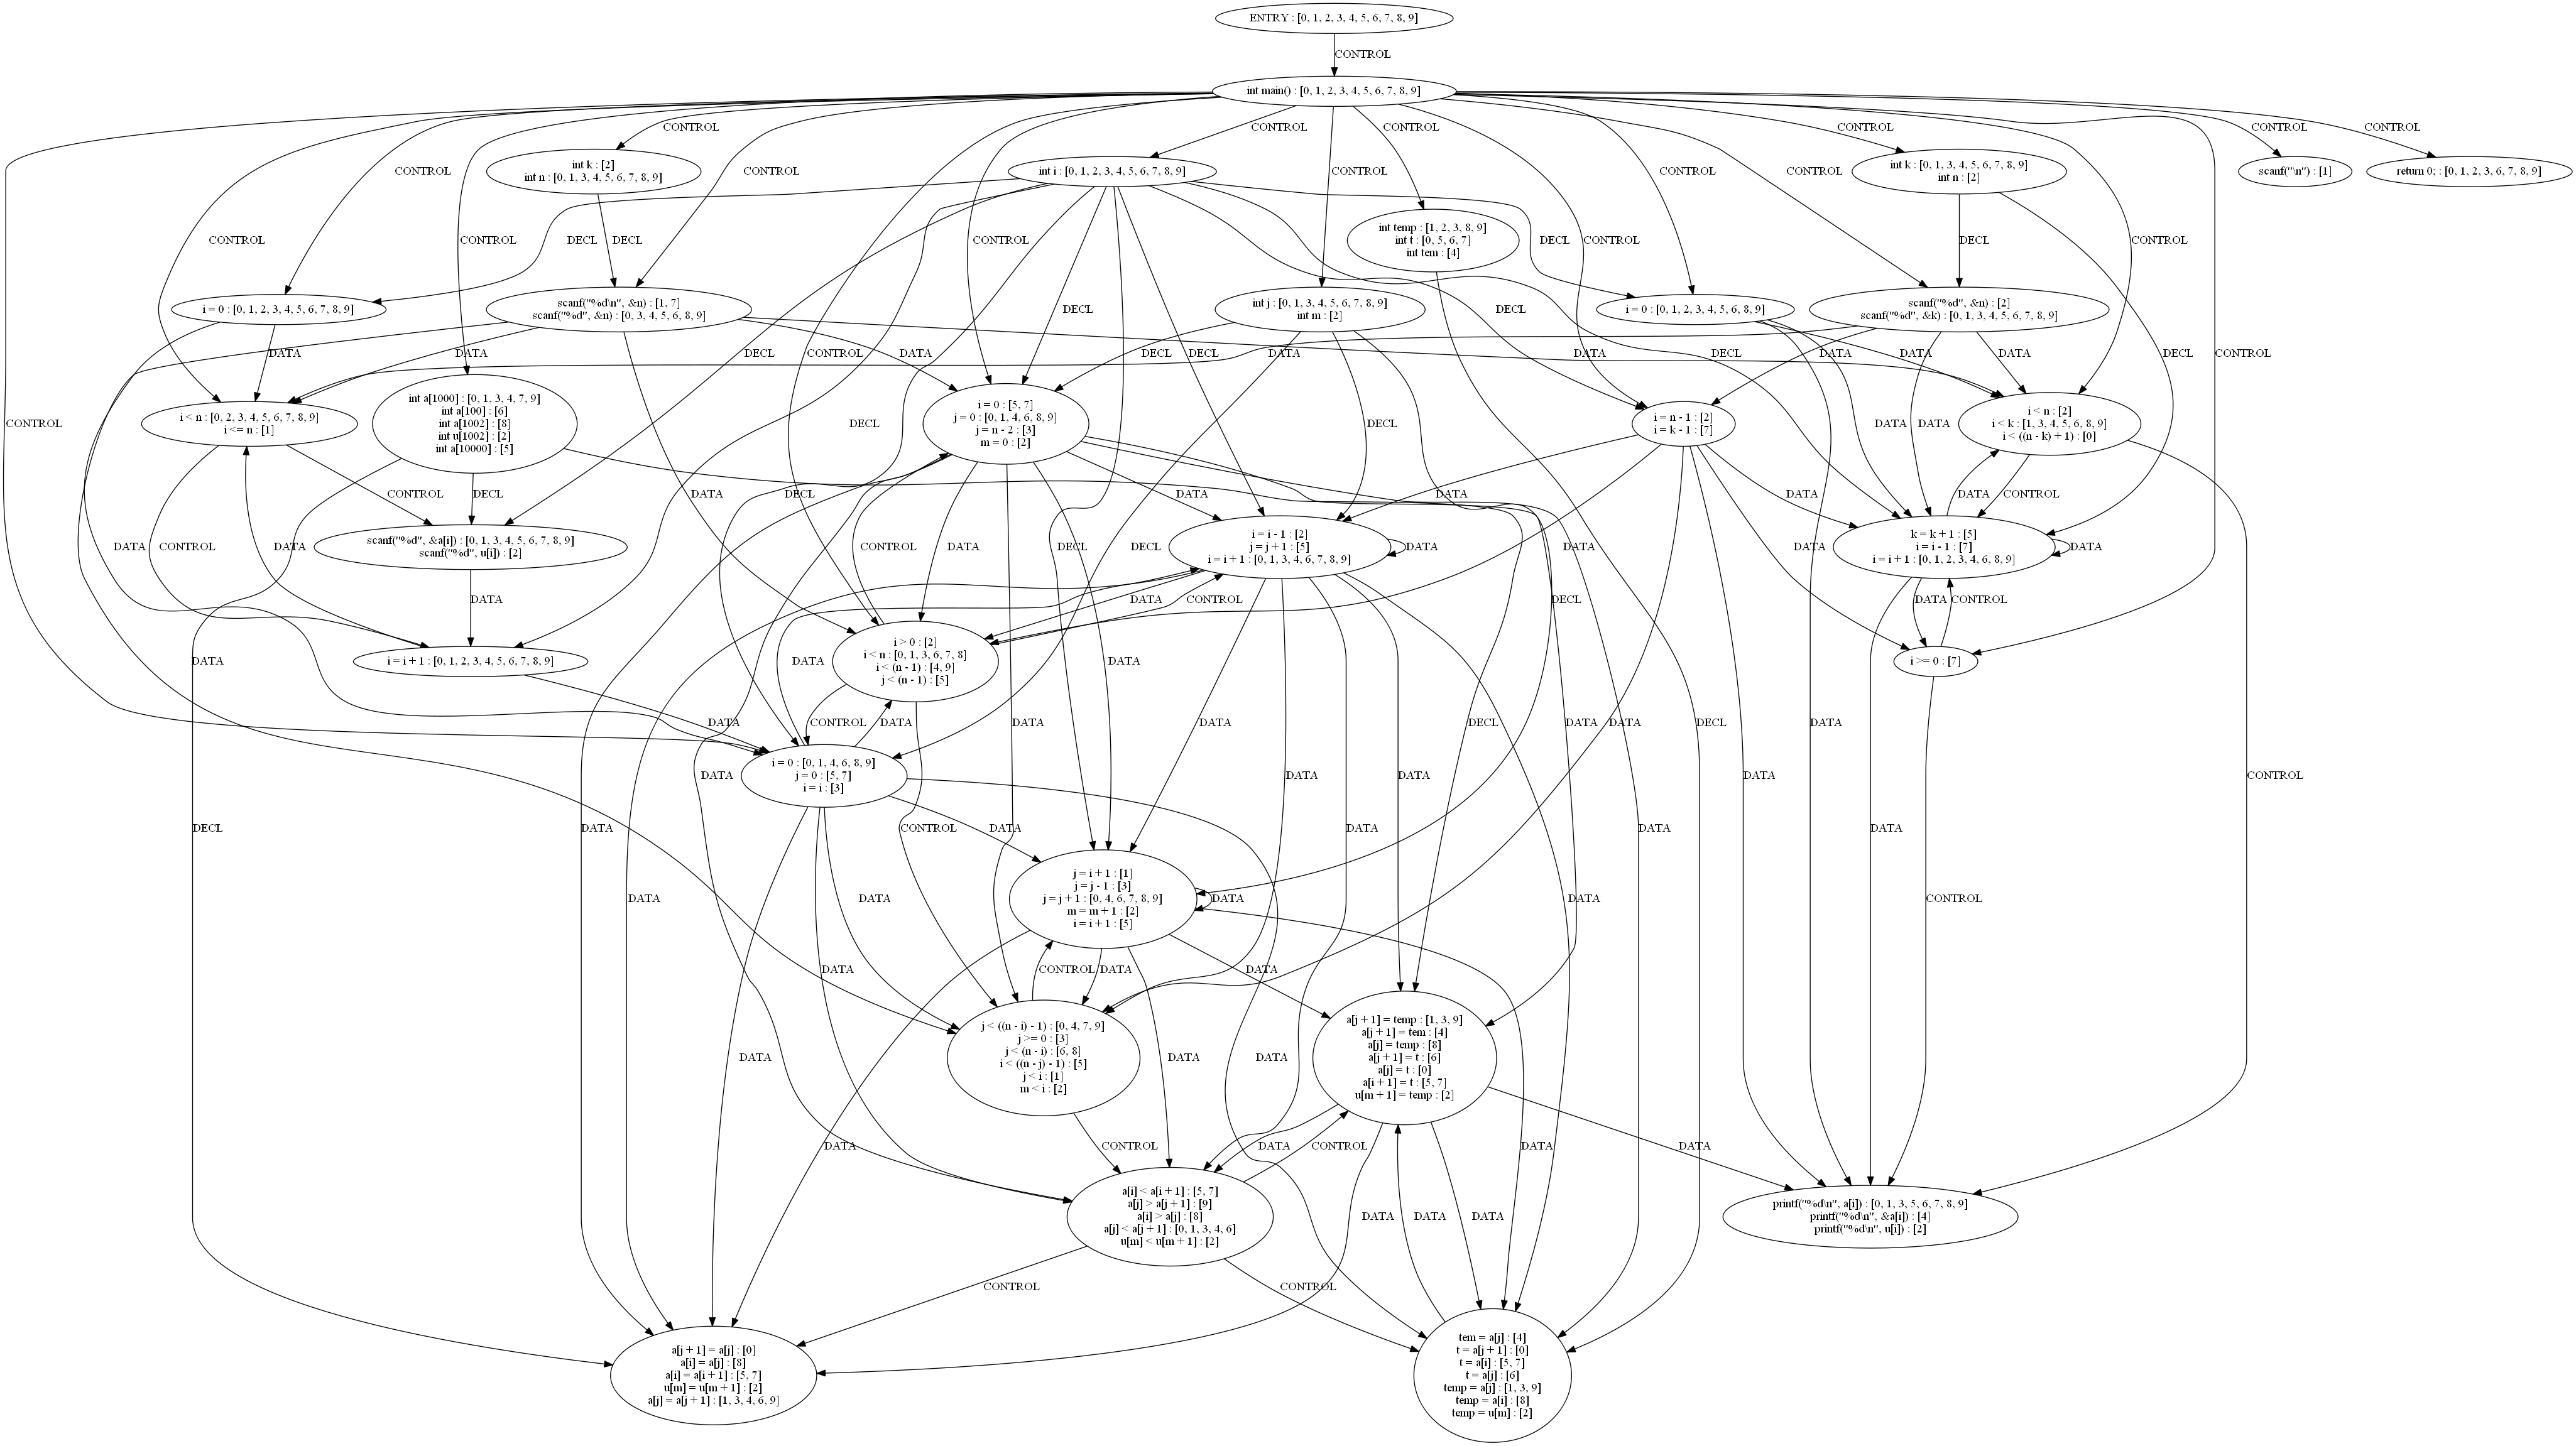 ENTRY : [0, 1, 2, 3, 4, 5, 6, 7, 8, 9]
CONTROL
int main() : [0, 1, 2, 3, 4, 5, 6, 7, 8, 9]
CONTROL
CONTROL
CONTROL
CONTROL
CONTROL
int k : [2]
int n : [0, 1, 3, 4, 5, 6, 7, 8, 9]
CONTROL
CONTROL
int i : [0, 1, 2, 3, 4, 5, 6, 7, 8, 9]
CONTROL
CONTROL
CONTROL
int k : [0, 1, 3, 4, 5, 6, 7, 8, 9]
int n : [2]
scanf("\n") : [1]
return 0; : [0, 1, 2, 3, 6, 7, 8, 9]
CONTROL
CONTROL
DECL
DECL
CONTROL
int temp : [1, 2, 3, 8, 9]
int t : [0, 5, 6, 7]
int tem : [4]
CONTROL
DECL
DECL
CONTROL
i = 0 : [0, 1, 2, 3, 4, 5, 6, 7, 8, 9]
scanf("%d\n", &n) : [1, 7]
scanf("%d", &n) : [0, 3, 4, 5, 6, 8, 9]
DECL
int j : [0, 1, 3, 4, 5, 6, 7, 8, 9]
int m : [2]
DECL
i = 0 : [0, 1, 2, 3, 4, 5, 6, 8, 9]
scanf("%d", &n) : [2]
scanf("%d", &k) : [0, 1, 3, 4, 5, 6, 7, 8, 9]
DATA
DATA
DECL
CONTROL
DATA
DECL
DECL
DATA
DECL
DATA
DATA
DATA
DATA
DECL
CONTROL
i < n : [0, 2, 3, 4, 5, 6, 7, 8, 9]
i <= n : [1]
int a[1000] : [0, 1, 3, 4, 7, 9]
int a[100] : [6]
int a[1002] : [8]
int u[1002] : [2]
int a[10000] : [5]
CONTROL
DECL
i = 0 : [5, 7]
j = 0 : [0, 1, 4, 6, 8, 9]
j = n - 2 : [3]
m = 0 : [2]
DECL
i = n - 1 : [2]
i = k - 1 : [7]
DATA
DATA
i < n : [2]
i < k : [1, 3, 4, 5, 6, 8, 9]
i < ((n - k) + 1) : [0]
CONTROL
DECL
DATA
DECL
DATA
DATA
DATA
DATA
CONTROL
CONTROL
scanf("%d", &a[i]) : [0, 1, 3, 4, 5, 6, 7, 8, 9]
scanf("%d", u[i]) : [2]
DATA
CONTROL
DATA
CONTROL
DATA
DECL
i = i - 1 : [2]
j = j + 1 : [5]
i = i + 1 : [0, 1, 3, 4, 6, 7, 8, 9]
DATA
DATA
DATA
k = k + 1 : [5]
i = i - 1 : [7]
i = i + 1 : [0, 1, 2, 3, 4, 6, 8, 9]
DATA
DATA
DATA
CONTROL
DECL
DATA
CONTROL
i = i + 1 : [0, 1, 2, 3, 4, 5, 6, 7, 8, 9]
DECL
DATA
i > 0 : [2]
i < n : [0, 1, 3, 6, 7, 8]
i < (n - 1) : [4, 9]
j < (n - 1) : [5]
DATA
i >= 0 : [7]
DATA
CONTROL
DATA
DATA
DECL
DATA
DATA
DECL
DATA
CONTROL
DATA
i = 0 : [0, 1, 4, 6, 8, 9]
j = 0 : [5, 7]
i = i : [3]
DATA
DATA
DATA
DATA
DATA
DECL
DATA
DATA
DATA
CONTROL
DATA
DATA
DATA
DATA
DATA
j = i + 1 : [1]
j = j - 1 : [3]
j = j + 1 : [0, 4, 6, 7, 8, 9]
m = m + 1 : [2]
i = i + 1 : [5]
DATA
DATA
CONTROL
DATA
CONTROL
DATA
DATA
j < ((n - i) - 1) : [0, 4, 7, 9]
j >= 0 : [3]
j < (n - i) : [6, 8]
i < ((n - j) - 1) : [5]
j < i : [1]
m < i : [2]
DATA
DATA
DATA
a[j + 1] = temp : [1, 3, 9]
a[j + 1] = tem : [4]
a[j] = temp : [8]
a[j + 1] = t : [6]
a[j] = t : [0]
a[i + 1] = t : [5, 7]
u[m + 1] = temp : [2]
DATA
CONTROL
DATA
CONTROL
DATA
DATA
a[i] < a[i + 1] : [5, 7]
a[j] > a[j + 1] : [9]
a[i] > a[j] : [8]
a[j] < a[j + 1] : [0, 1, 3, 4, 6]
u[m] < u[m + 1] : [2]
DATA
DATA
DATA
printf("%d\n", a[i]) : [0, 1, 3, 5, 6, 7, 8, 9]
printf("%d\n", &a[i]) : [4]
printf("%d\n", u[i]) : [2]
CONTROL
CONTROL
a[j + 1] = a[j] : [0]
a[i] = a[j] : [8]
a[i] = a[i + 1] : [5, 7]
u[m] = u[m + 1] : [2]
a[j] = a[j + 1] : [1, 3, 4, 6, 9]
tem = a[j] : [4]
t = a[j + 1] : [0]
t = a[i] : [5, 7]
t = a[j] : [6]
temp = a[j] : [1, 3, 9]
temp = a[i] : [8]
temp = u[m] : [2]